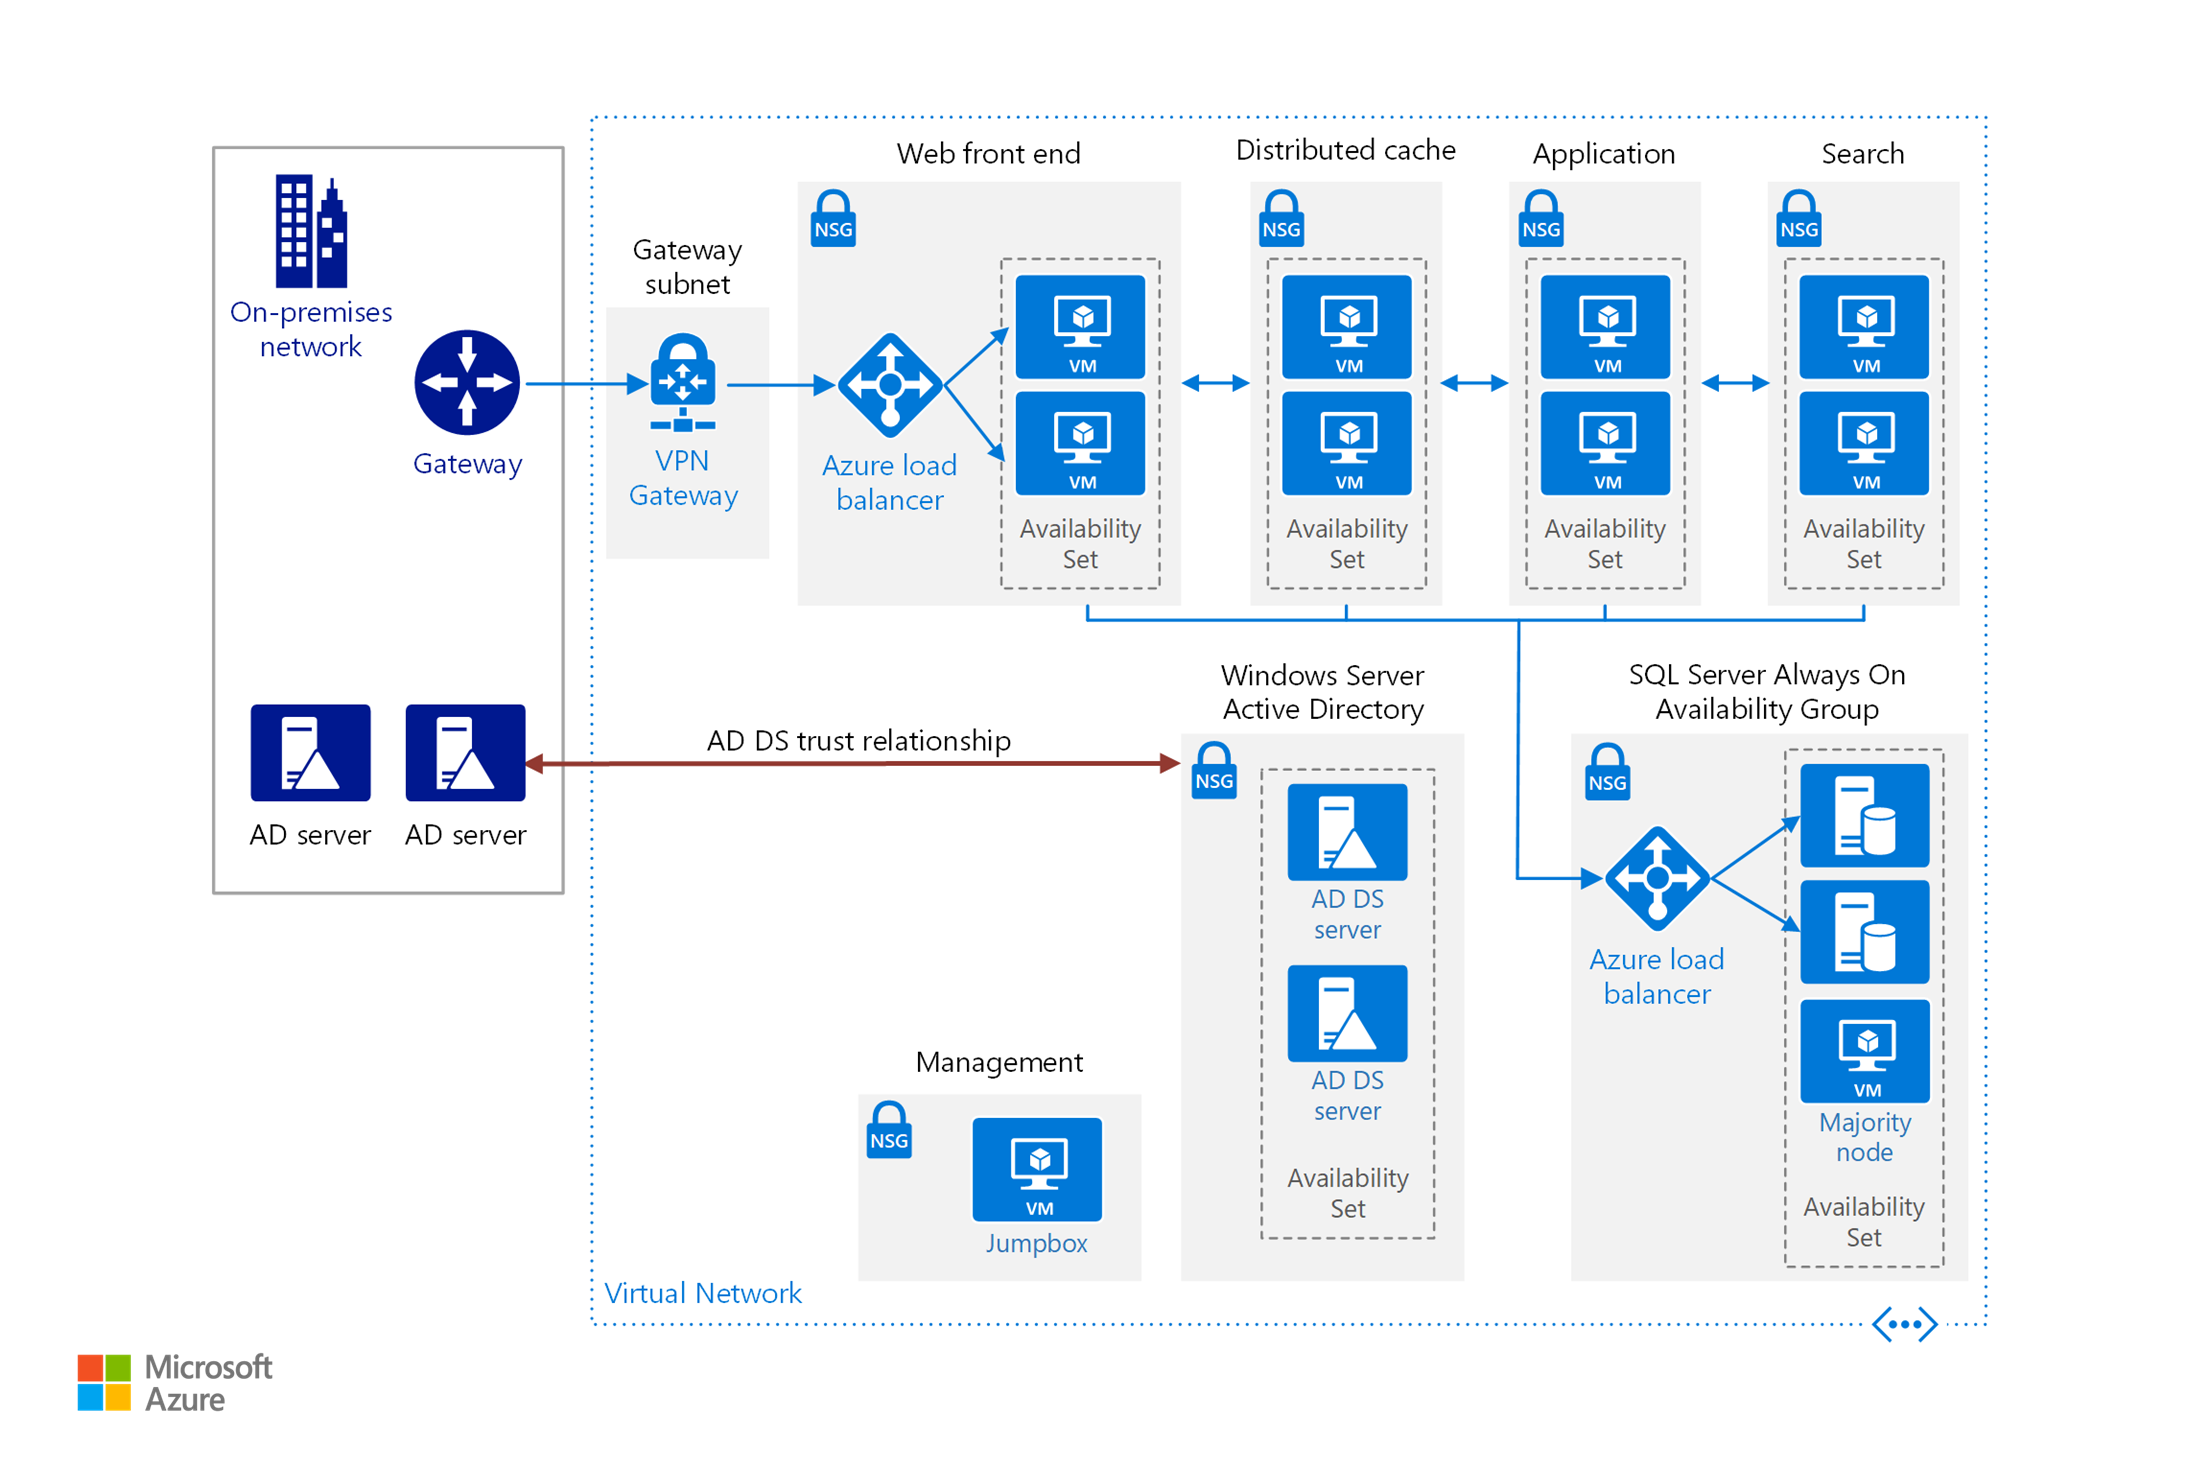 On-premises
network
Gateway
AD server
AD server
Gateway
subnet
VPN
Gateway
Web front end
NSG
Azure load
balancer
VM
VM
Availability
Set
Distributed cache
NSG
VM
VM
Availability
Set
Application
NSG
VM
VM
Availability
Set
Search
NSG
VM
VM
Availability
Set
AD DS trust relationship
Windows Server
Active Directory
NSG
AD DS
server
AD DS
server
Availability
Set
SQL Server Always On
Availability Group
NSG
Azure load
balancer
VM
Majority
node
Availability
Set
Management
NSG
VM
Jumpbox
Virtual Network
Microsoft
Azure